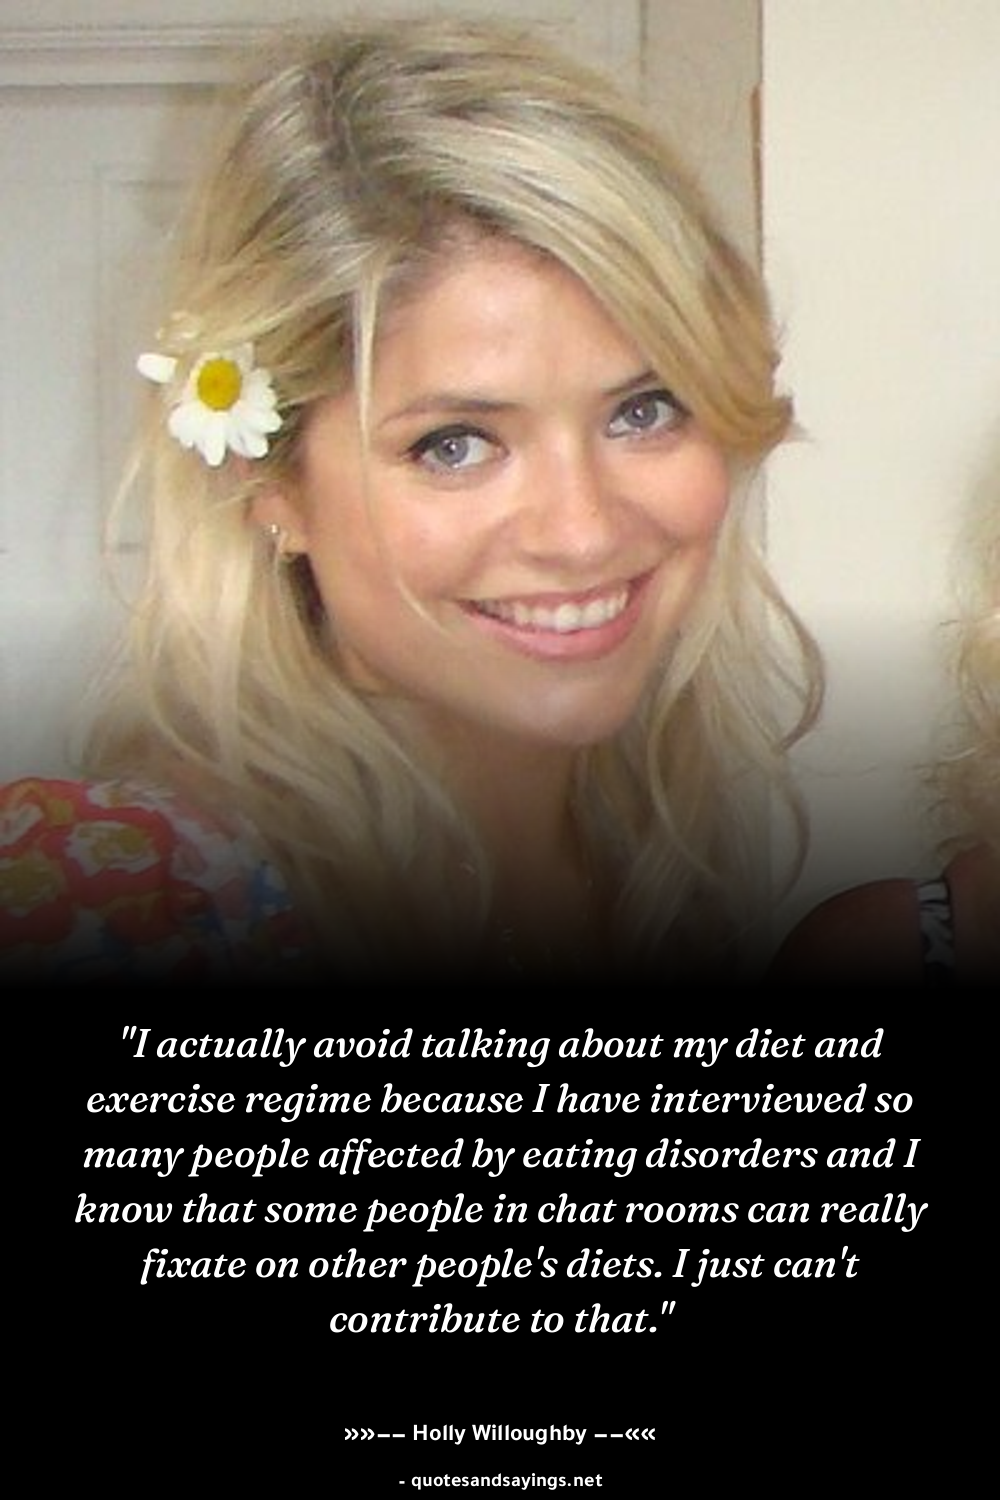 "I actually avoid talking about my diet and
exercise regime because I have interviewed so
many people affected by eating disorders and I
know that some people in chat rooms can really
fixate on other people's diets. I just can't
contribute to that."
»»–– Holly Willoughby ––««
- quotesandsayings.net